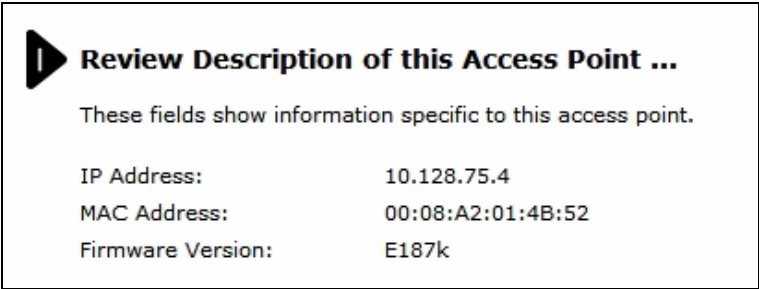 Review Description of this Access Point ...
These fields show information specific to this access point.
IP Address: 10.128.75.4
MAC Address: 00:08:A2:01:4B:52
Firmware Version: E187k